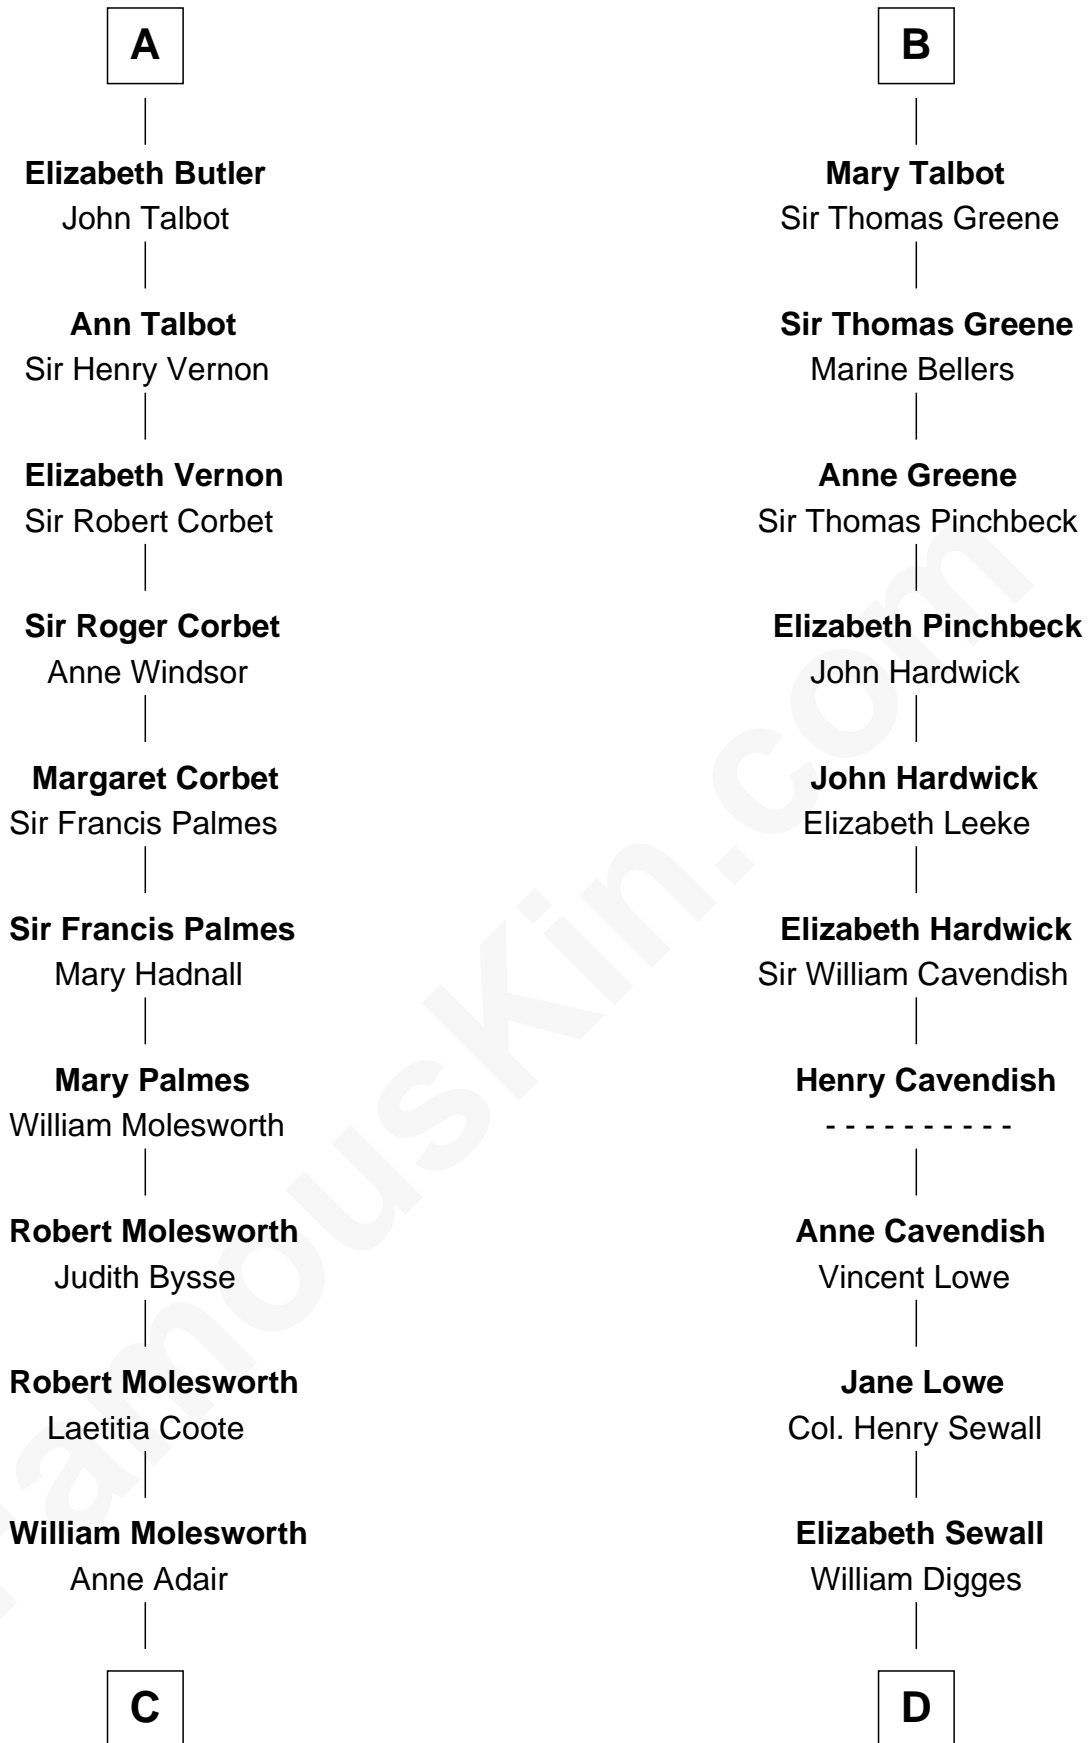 A
Elizabeth Butler
John Talbot
Ann Talbot
Sir Henry Vernon
Elizabeth Vernon
Sir Robert Corbet
Sir Roger Corbet
Anne Windsor
Margaret Corbet
Sir Francis Palmes
Sir Francis Palmes
Mary Hadnall
Mary Palmes
William Molesworth
Robert Molesworth
Judith Bysse
Robert Molesworth
Laetitia Coote
William Molesworth
Anne Adair
C
B
Mary Talbot
Sir Thomas Greene
Sir Thomas Greene
Marine Bellers
Anne Greene
Sir Thomas Pinchbeck
Elizabeth Pinchbeck
John Hardwick
John Hardwick
Elizabeth Leeke
Elizabeth Hardwick
Sir William Cavendish
Henry Cavendish
- - - - - - - - - -
Anne Cavendish
Vincent Lowe
Jane Lowe
Col. Henry Sewall
Elizabeth Sewall
William Digges
D
FamousKin.com